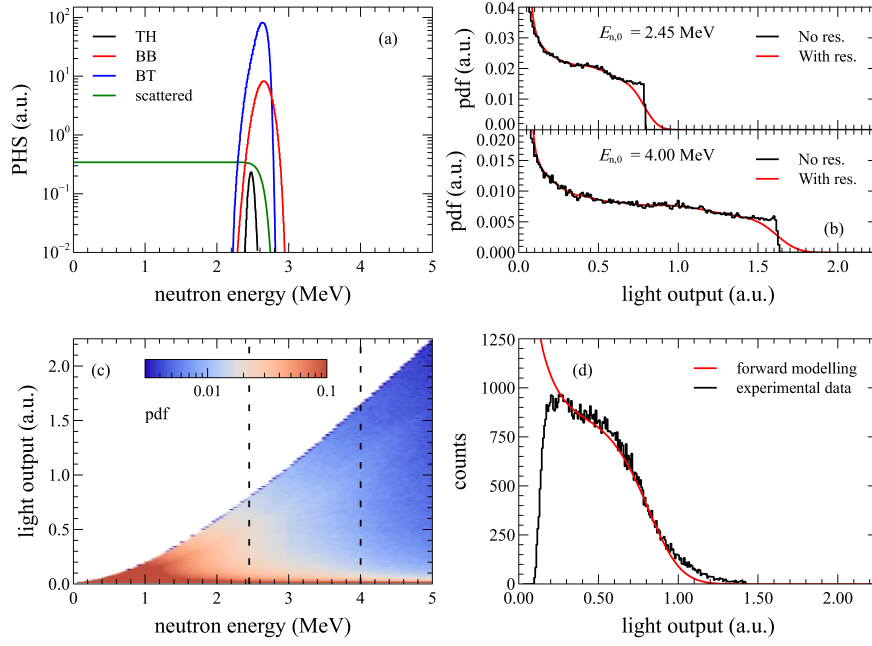 (a)
TH
BB
BT
scattered
10²
10¹
10⁰
10⁻¹
10⁻²
PHS (a.u.)
0 1 2 3 4 5
neutron energy (MeV)
Eₙ,₀ = 2.45 MeV
No res.
With res.
0.04
0.03
0.02
0.01
0.00
pdf (a.u.)
Eₙ,₀ = 4.00 MeV
No res.
With res.
(b)
0.020
0.015
0.010
0.005
0.000
pdf (a.u.)
0.0 0.5 1.0 1.5 2.0
light output (a.u.)
(c)
0.01 0.1
pdf
2.0
1.5
1.0
0.5
0.0
light output (a.u.)
0 1 2 3 4 5
neutron energy (MeV)
(d)
forward modelling
experimental data
1250
1000
750
500
250
0
counts
0.00 0.50 1.0 1.5 2.0
light output (a.u.)